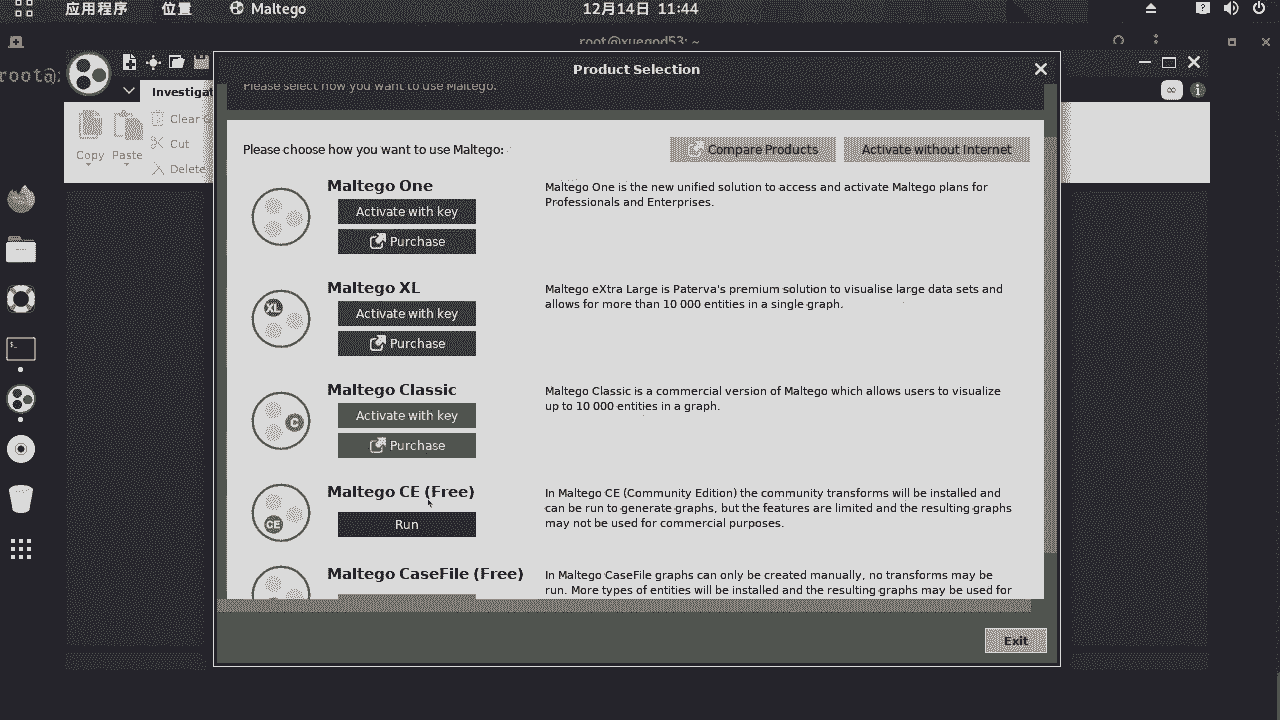 应用程序 位置 Maltego 12月14日 11:44
root@xuegod53: ~
root@x
Product Selection
Investigat
Please select how you want to use Maltego.
Copy
Paste
Clear
Cut
Delete
Please choose how you want to use Maltego:
Compare Products
Activate without Internet
Maltego One
Activate with key
Purchase
Maltego One is the new unified solution to access and activate Maltego plans for
Professionals and Enterprises.
Maltego XL
XL
Activate with key
Purchase
Maltego eXtra Large is Paterva's premium solution to visualise large data sets and
allows for more than 10 000 entities in a single graph.
Maltego Classic
C
Activate with key
Purchase
Maltego Classic is a commercial version of Maltego which allows users to visualize
up to 10 000 entities in a graph.
Maltego CE (Free)
CE
Run
In Maltego CE (Community Edition) the community transforms will be installed and
can be run to generate graphs, but the features are limited and the resulting graphs
may not be used for commercial purposes.
Maltego CaseFile (Free)
In Maltego CaseFile graphs can only be created manually, no transforms may be
run. More types of entities will be installed and the resulting graphs may be used for
Exit